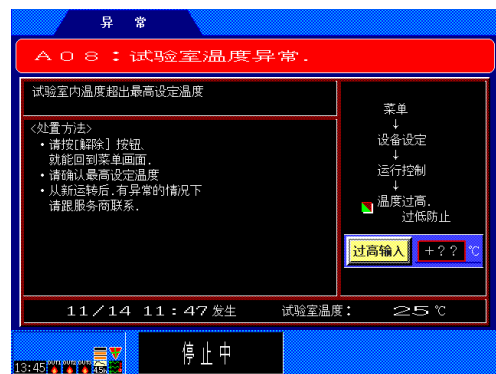 异 常
A08：试验室温度异常.
试验室内温度超出最高设定温度
<处置方法>
・请按[解除] 按钮、
就能回到菜单画面.
・请确认最高设定温度
・从新运转后.有异常的情况下
请跟服务商联系.
菜单
↓
设备设定
↓
运行控制
↓
温度过高.
过低防止
过高输入 +?? ℃
11/14 11:47发生 试验室温度: 25℃
停止中
13:45